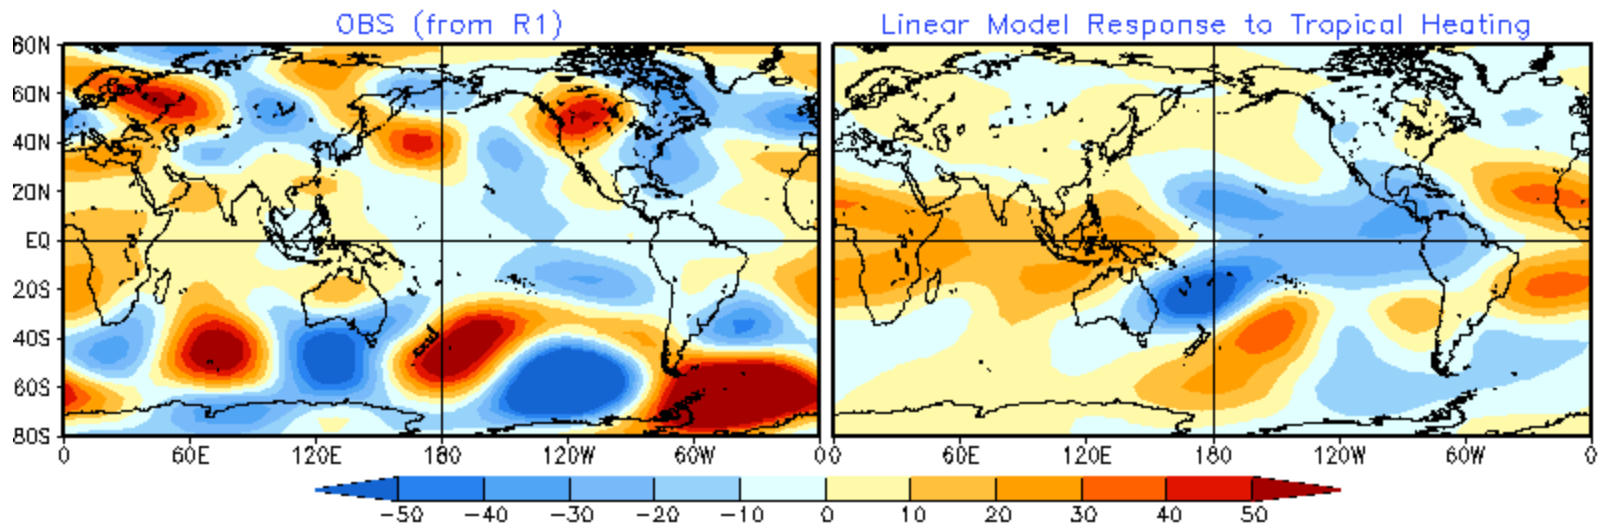 OBS (from R1) Linear Model Response to Tropical Heating
80N
60N
40N
20N
EQ
20S
40S
60S
80S
0 60E 120E 180 120W 60W 0 0 60E 120E 180 120W 60W 0
-50 -40 -30 -20 -10 0 10 20 30 40 50